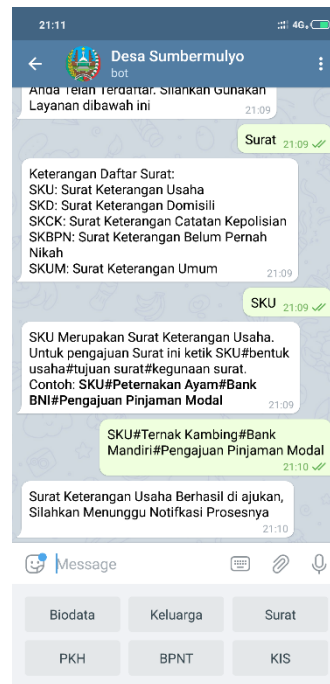 21:11
4G
Desa Sumbermulyo
bot
Anda Telah Terdaftar. Silahkan Gunakan
Layanan dibawah ini
21:09
Surat
21:09
Keterangan Daftar Surat:
SKU: Surat Keterangan Usaha
SKD: Surat Keterangan Domisili
SKCK: Surat Keterangan Catatan Kepolisian
SKBPN: Surat Keterangan Belum Pernah
Nikah
SKUM: Surat Keterangan Umum
21:09
SKU
21:09
SKU Merupakan Surat Keterangan Usaha.
Untuk pengajuan Surat ini ketik SKU#bentuk
usaha#tujuan surat#kegunaan surat.
Contoh: SKU#Peternakan Ayam#Bank
BNI#Pengajuan Pinjaman Modal
21:09
SKU#Ternak Kambing#Bank
Mandiri#Pengajuan Pinjaman Modal
21:10
Surat Keterangan Usaha Berhasil di ajukan,
Silahkan Menunggu Notifkasi Prosesnya
21:10
Message
Biodata
Keluarga
Surat
PKH
BPNT
KIS